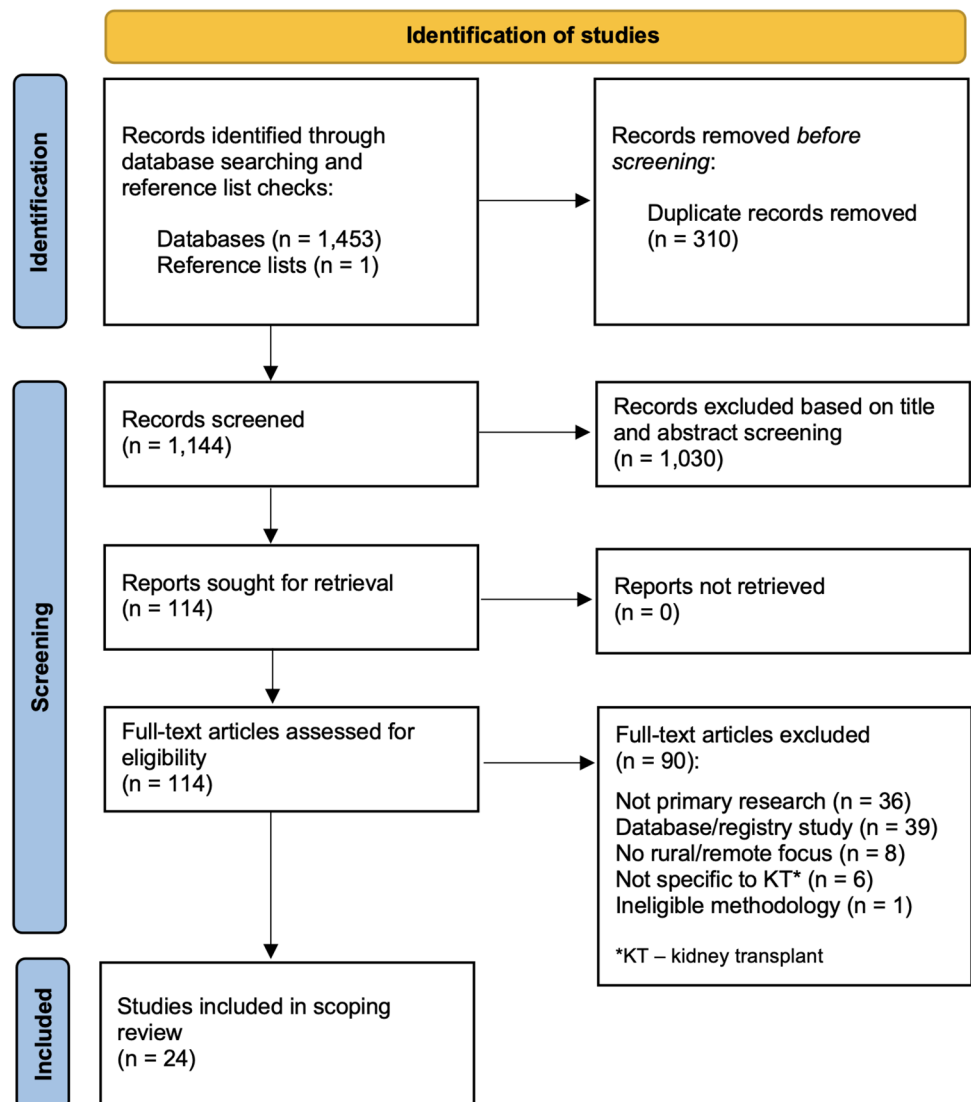 Identification of studies
Identification
Records identified through
database searching and
reference list checks:
Databases (n = 1,453)
Reference lists (n = 1)
Records removed before
screening:
Duplicate records removed
(n = 310)
Screening
Records screened
(n = 1,144)
Records excluded based on title
and abstract screening
(n = 1,030)
Reports sought for retrieval
(n = 114)
Reports not retrieved
(n = 0)
Full-text articles assessed for
eligibility
(n = 114)
Full-text articles excluded
(n = 90):
Not primary research (n = 36)
Database/registry study (n = 39)
No rural/remote focus (n = 8)
Not specific to KT* (n = 6)
Ineligible methodology (n = 1)
*KT – kidney transplant
Included
Studies included in scoping
review
(n = 24)